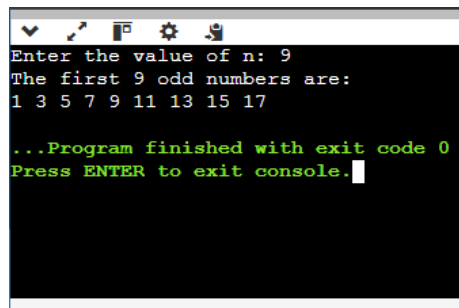 Enter the value of n: 9
The first 9 odd numbers are:
1 3 5 7 9 11 13 15 17
...Program finished with exit code 0
Press ENTER to exit console.